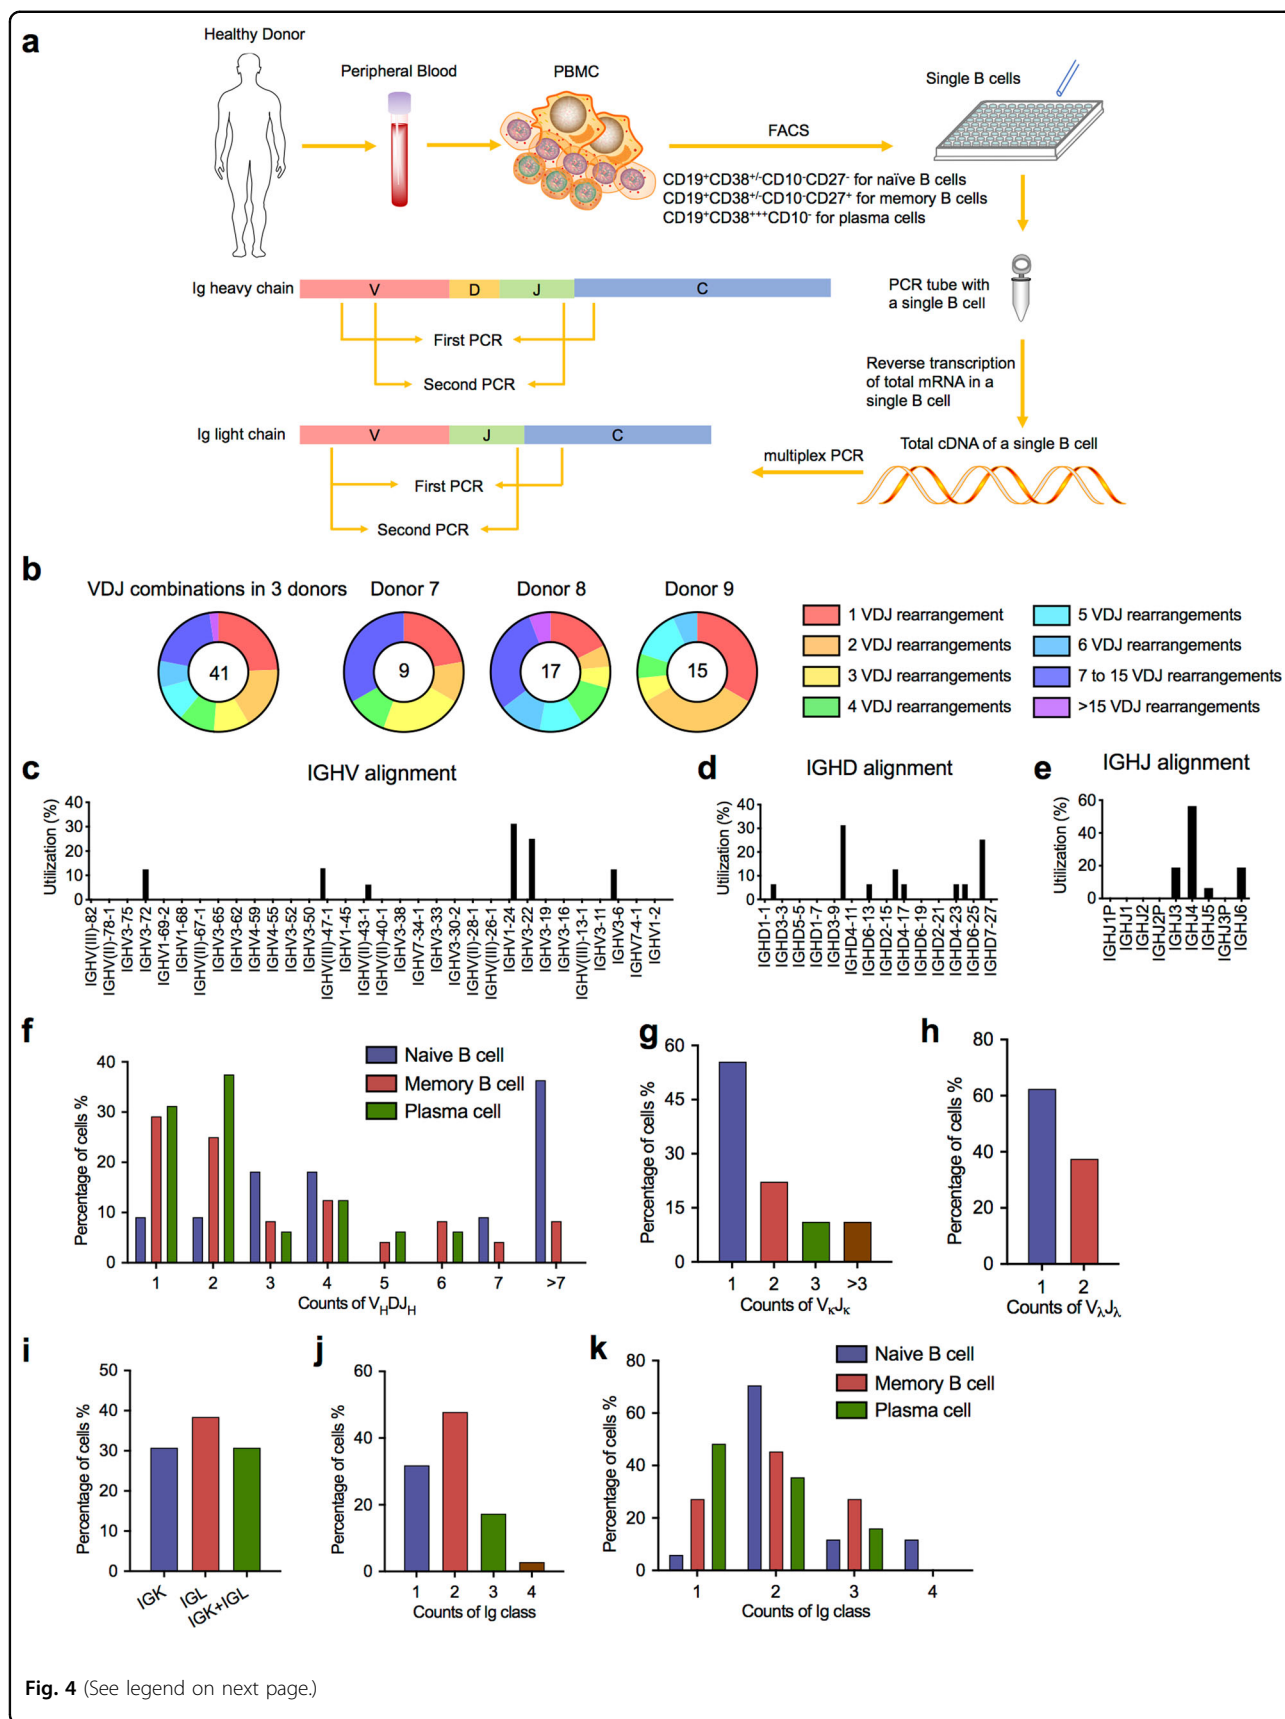 a
Healthy Donor
Peripheral Blood
PBMC
Single B cells
FACS
CD19⁺CD38⁺/⁻CD10⁻CD27⁻ for naïve B cells
CD19⁺CD38⁺/⁻CD10⁻CD27⁺ for memory B cells
CD19⁺CD38⁺⁺⁺CD10⁻ for plasma cells
Ig heavy chain
V D J C
First PCR
Second PCR
PCR tube with
a single B cell
Reverse transcription
of total mRNA in a
single B cell
Ig light chain
V J C
First PCR
Second PCR
Total cDNA of a single B cell
multiplex PCR
b
VDJ combinations in 3 donors
41
Donor 7
9
Donor 8
17
Donor 9
15
1 VDJ rearrangement
2 VDJ rearrangements
3 VDJ rearrangements
4 VDJ rearrangements
5 VDJ rearrangements
6 VDJ rearrangements
7 to 15 VDJ rearrangements
>15 VDJ rearrangements
c
IGHV alignment
Utilization (%)
40
30
20
10
0
IGHV(III)-82
IGHV(II)-78-1
IGHV3-75
IGHV3-72
IGHV1-69-2
IGHV1-68
IGHV(II)-67-1
IGHV3-65
IGHV3-62
IGHV4-59
IGHV4-55
IGHV3-52
IGHV3-50
IGHV(III)-47-1
IGHV1-45
IGHV(II)-43-1
IGHV(II)-40-1
IGHV3-38
IGHV7-34-1
IGHV3-33
IGHV3-30-2
IGHV(II)-28-1
IGHV(III)-26-1
IGHV1-24
IGHV3-22
IGHV3-19
IGHV3-16
IGHV(III)-13-1
IGHV3-11
IGHV3-6
IGHV7-4-1
IGHV1-2
d
IGHD alignment
Utilization (%)
40
30
20
10
0
IGHD1-1
IGHD3-3
IGHD5-5
IGHD1-7
IGHD3-9
IGHD4-11
IGHD6-13
IGHD2-15
IGHD4-17
IGHD6-19
IGHD2-21
IGHD4-23
IGHD6-25
IGHD7-27
e
IGHJ alignment
Utilization (%)
60
40
20
0
IGHJ1P
IGHJ1
IGHJ2
IGHJ2P
IGHJ3
IGHJ4
IGHJ5
IGHJ3P
IGHJ6
f
Percentage of cells %
40
30
20
10
0
1 2 3 4 5 6 7 >7
Counts of VHDJH
Naive B cell
Memory B cell
Plasma cell
g
Percentage of cells %
60
45
30
15
0
1 2 3 >3
Counts of VκJκ
h
Percentage of cells %
80
60
40
20
0
1 2
Counts of VλJλ
i
Percentage of cells %
50
40
30
20
10
0
IGK
IGL
IGK+IGL
j
Percentage of cells %
60
40
20
0
1 2 3 4
Counts of Ig class
k
Percentage of cells %
80
60
40
20
0
1 2 3 4
Counts of Ig class
Naive B cell
Memory B cell
Plasma cell
Fig. 4 (See legend on next page.)